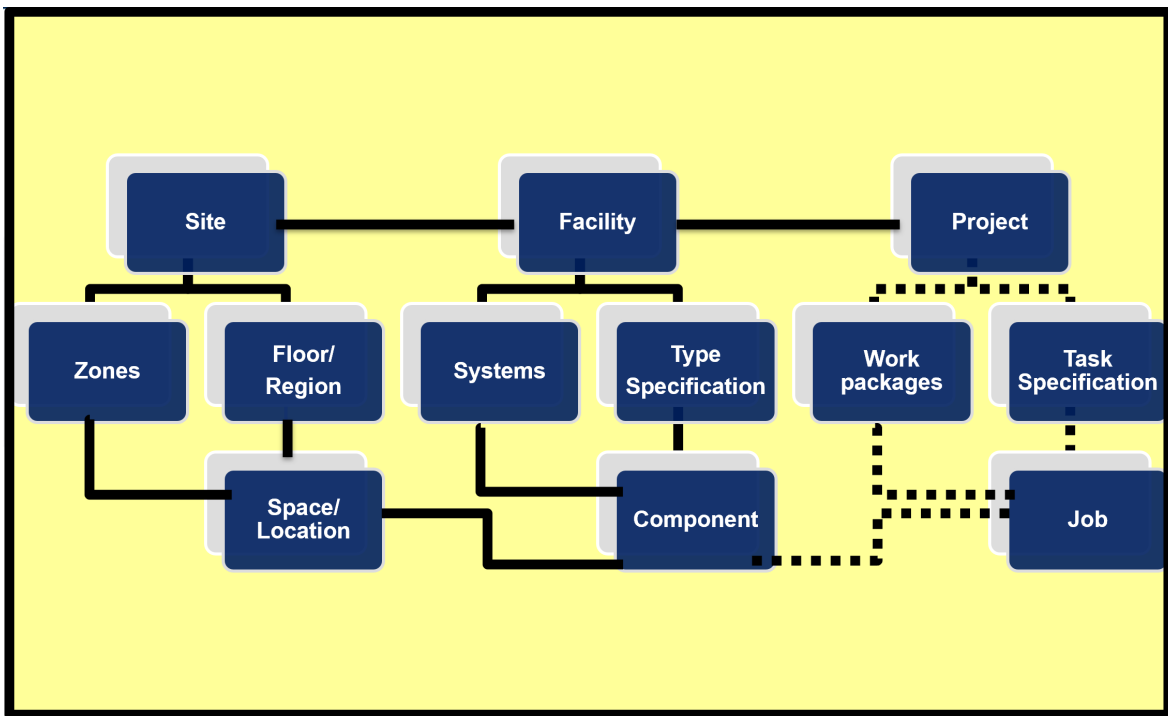 Site
Facility
Project
Zones
Floor/
Region
Systems
Type
Specification
Work
packages
Task
Specification
Space/
Location
Component
Job